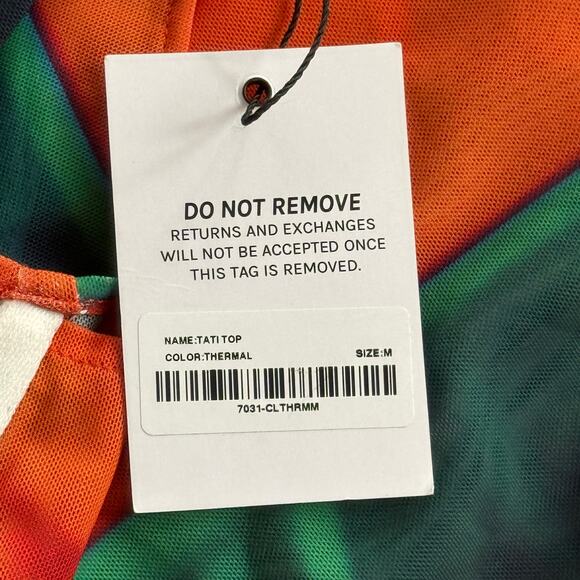 DO NOT REMOVE
RETURNS AND EXCHANGES
WILL NOT BE ACCEPTED ONCE
THIS TAG IS REMOVED.
NAME:TATI TOP
COLOR:THERMAL SIZE:M
7031-CLTHRMM